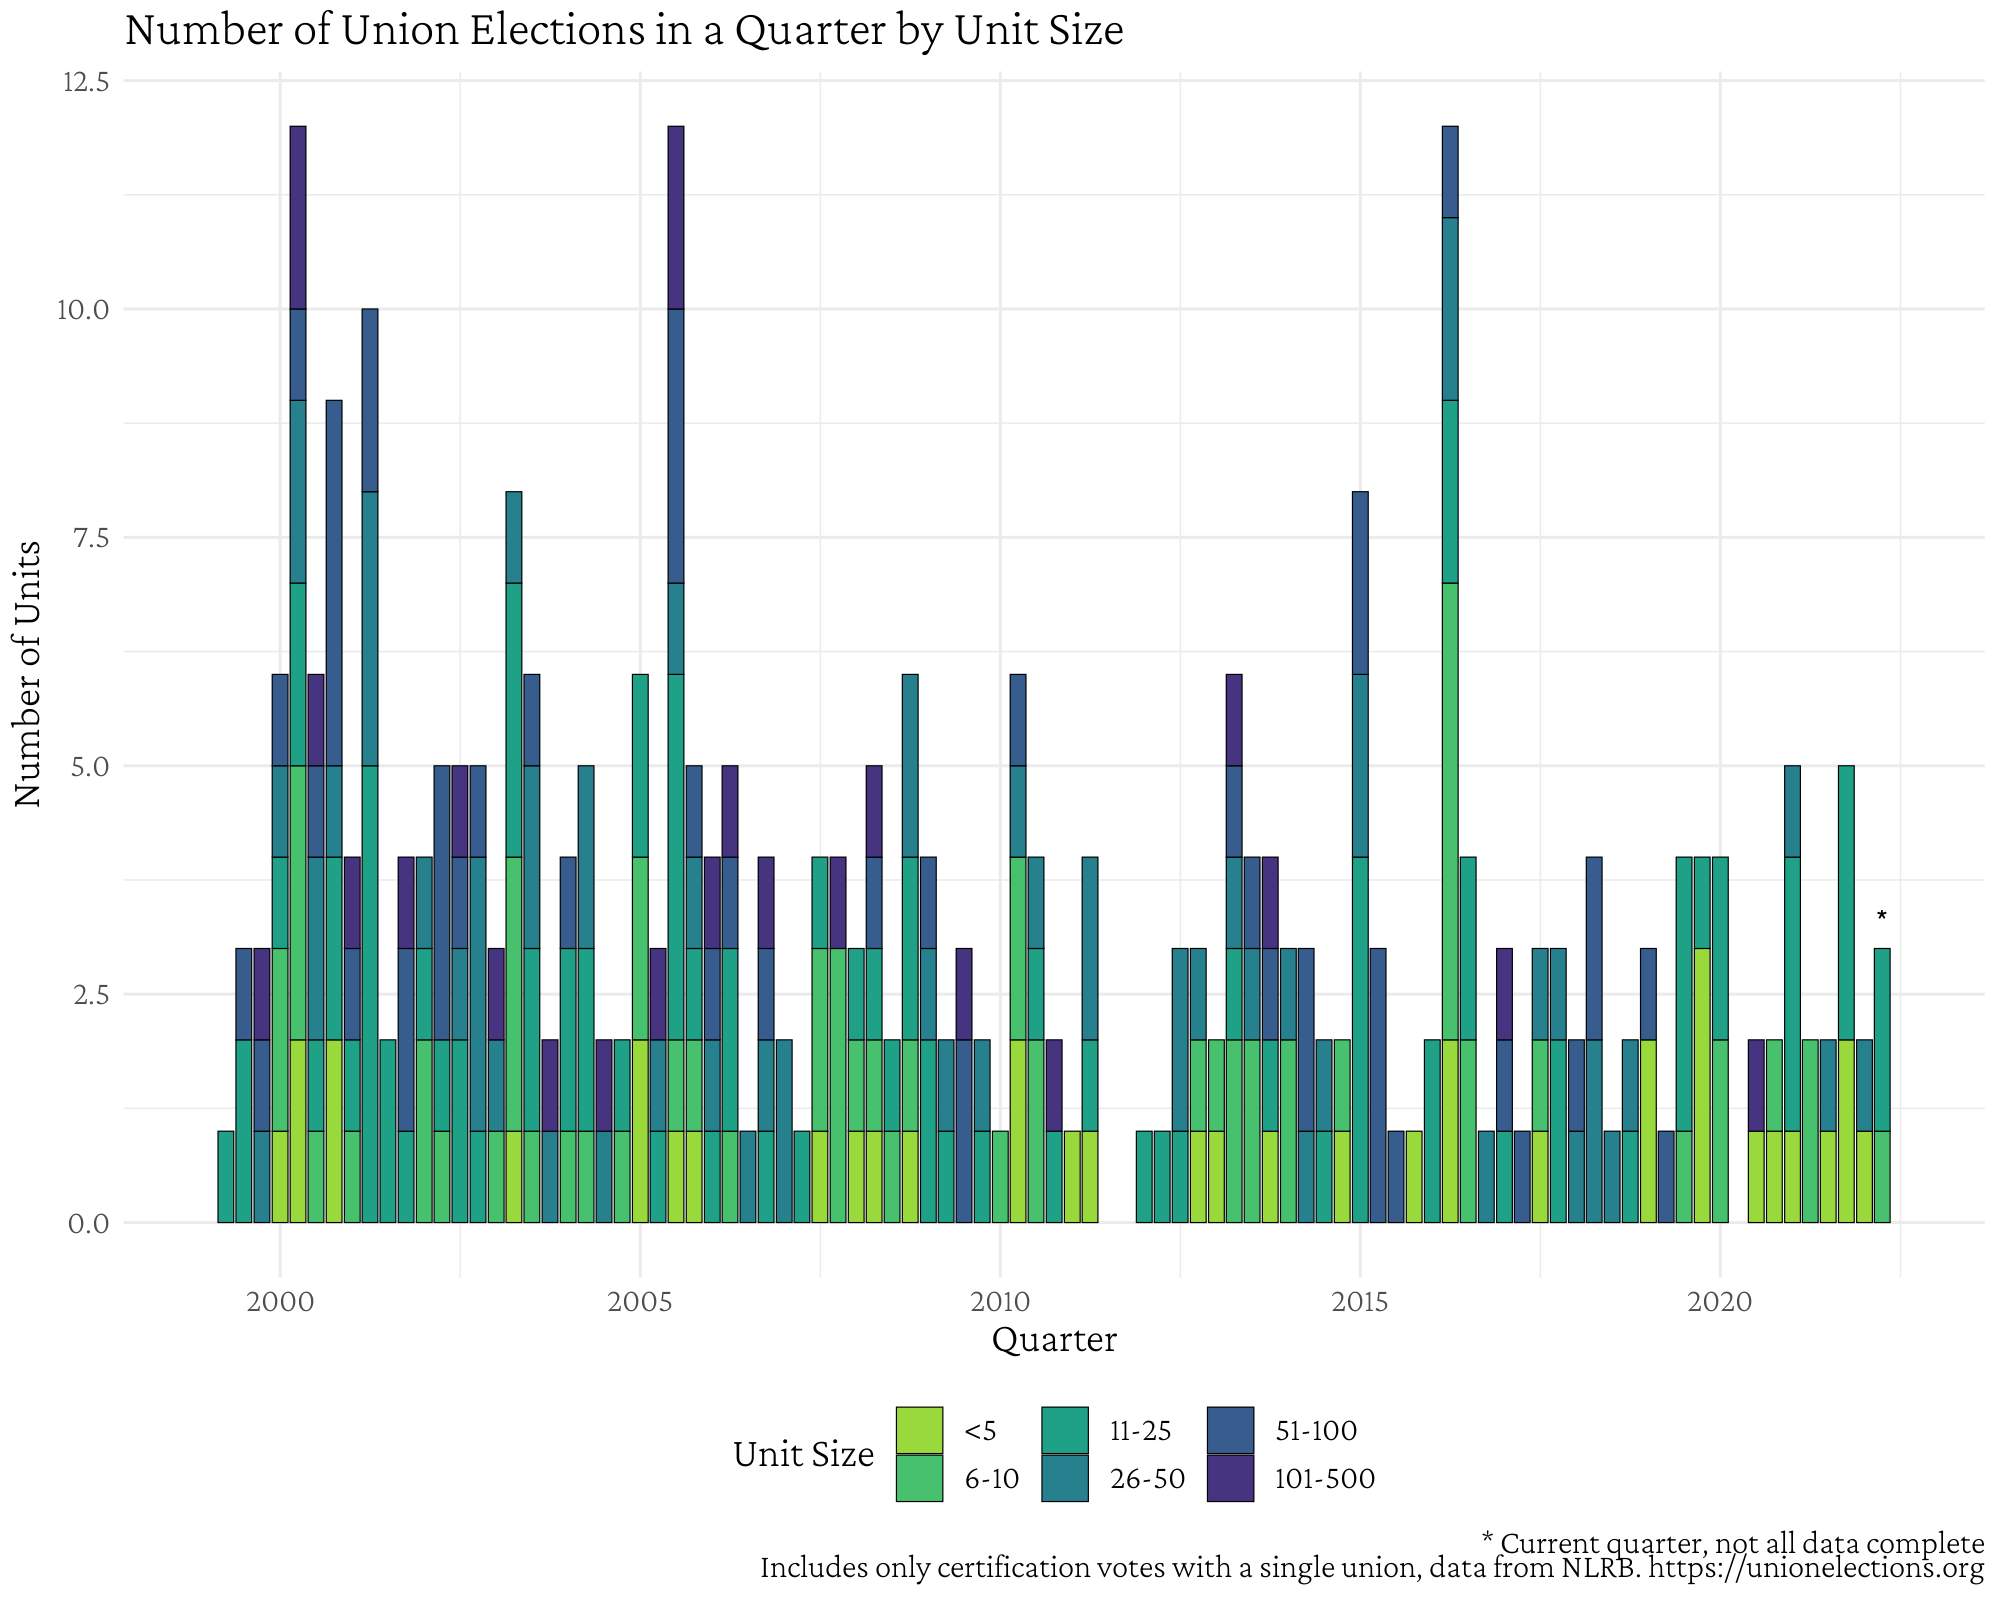 Number of Union Elections in a Quarter by Unit Size
12.5
10.0
7.5
5.0
2.5
0.0
Number of Units
*
2000 2005 2010 2015 2020
Quarter
Unit Size
<5 11-25 51-100
6-10 26-50 101-500
* Current quarter, not all data complete
Includes only certification votes with a single union, data from NLRB. https://unionelections.org